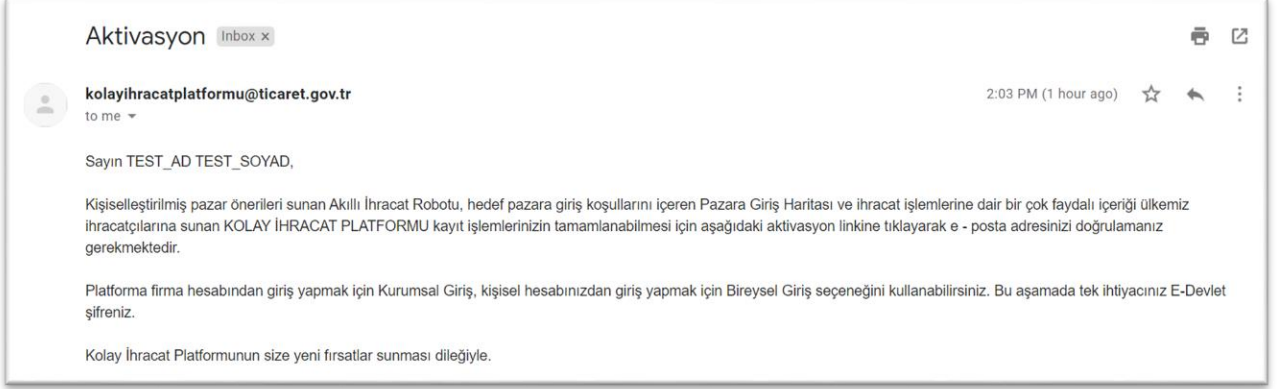 Aktivasyon Inbox x
kolayihracatplatformu@ticaret.gov.tr 2:03 PM (1 hour ago)
to me
Sayın TEST_AD TEST_SOYAD,
Kişiselleştirilmiş pazar önerileri sunan Akıllı İhracat Robotu, hedef pazara giriş koşullarını içeren Pazara Giriş Haritası ve ihracat işlemlerine dair bir çok faydalı içeriği ülkemiz
ihracatçılarına sunan KOLAY İHRACAT PLATFORMU kayıt işlemlerinizin tamamlanabilmesi için aşağıdaki aktivasyon linkine tıklayarak e - posta adresinizi doğrulamanız
gerekmektedir.
Platforma firma hesabından giriş yapmak için Kurumsal Giriş, kişisel hesabınızdan giriş yapmak için Bireysel Giriş seçeneğini kullanabilirsiniz. Bu aşamada tek ihtiyacınız E-Devlet
şifreniz.
Kolay İhracat Platformunun size yeni fırsatlar sunması dileğiyle.